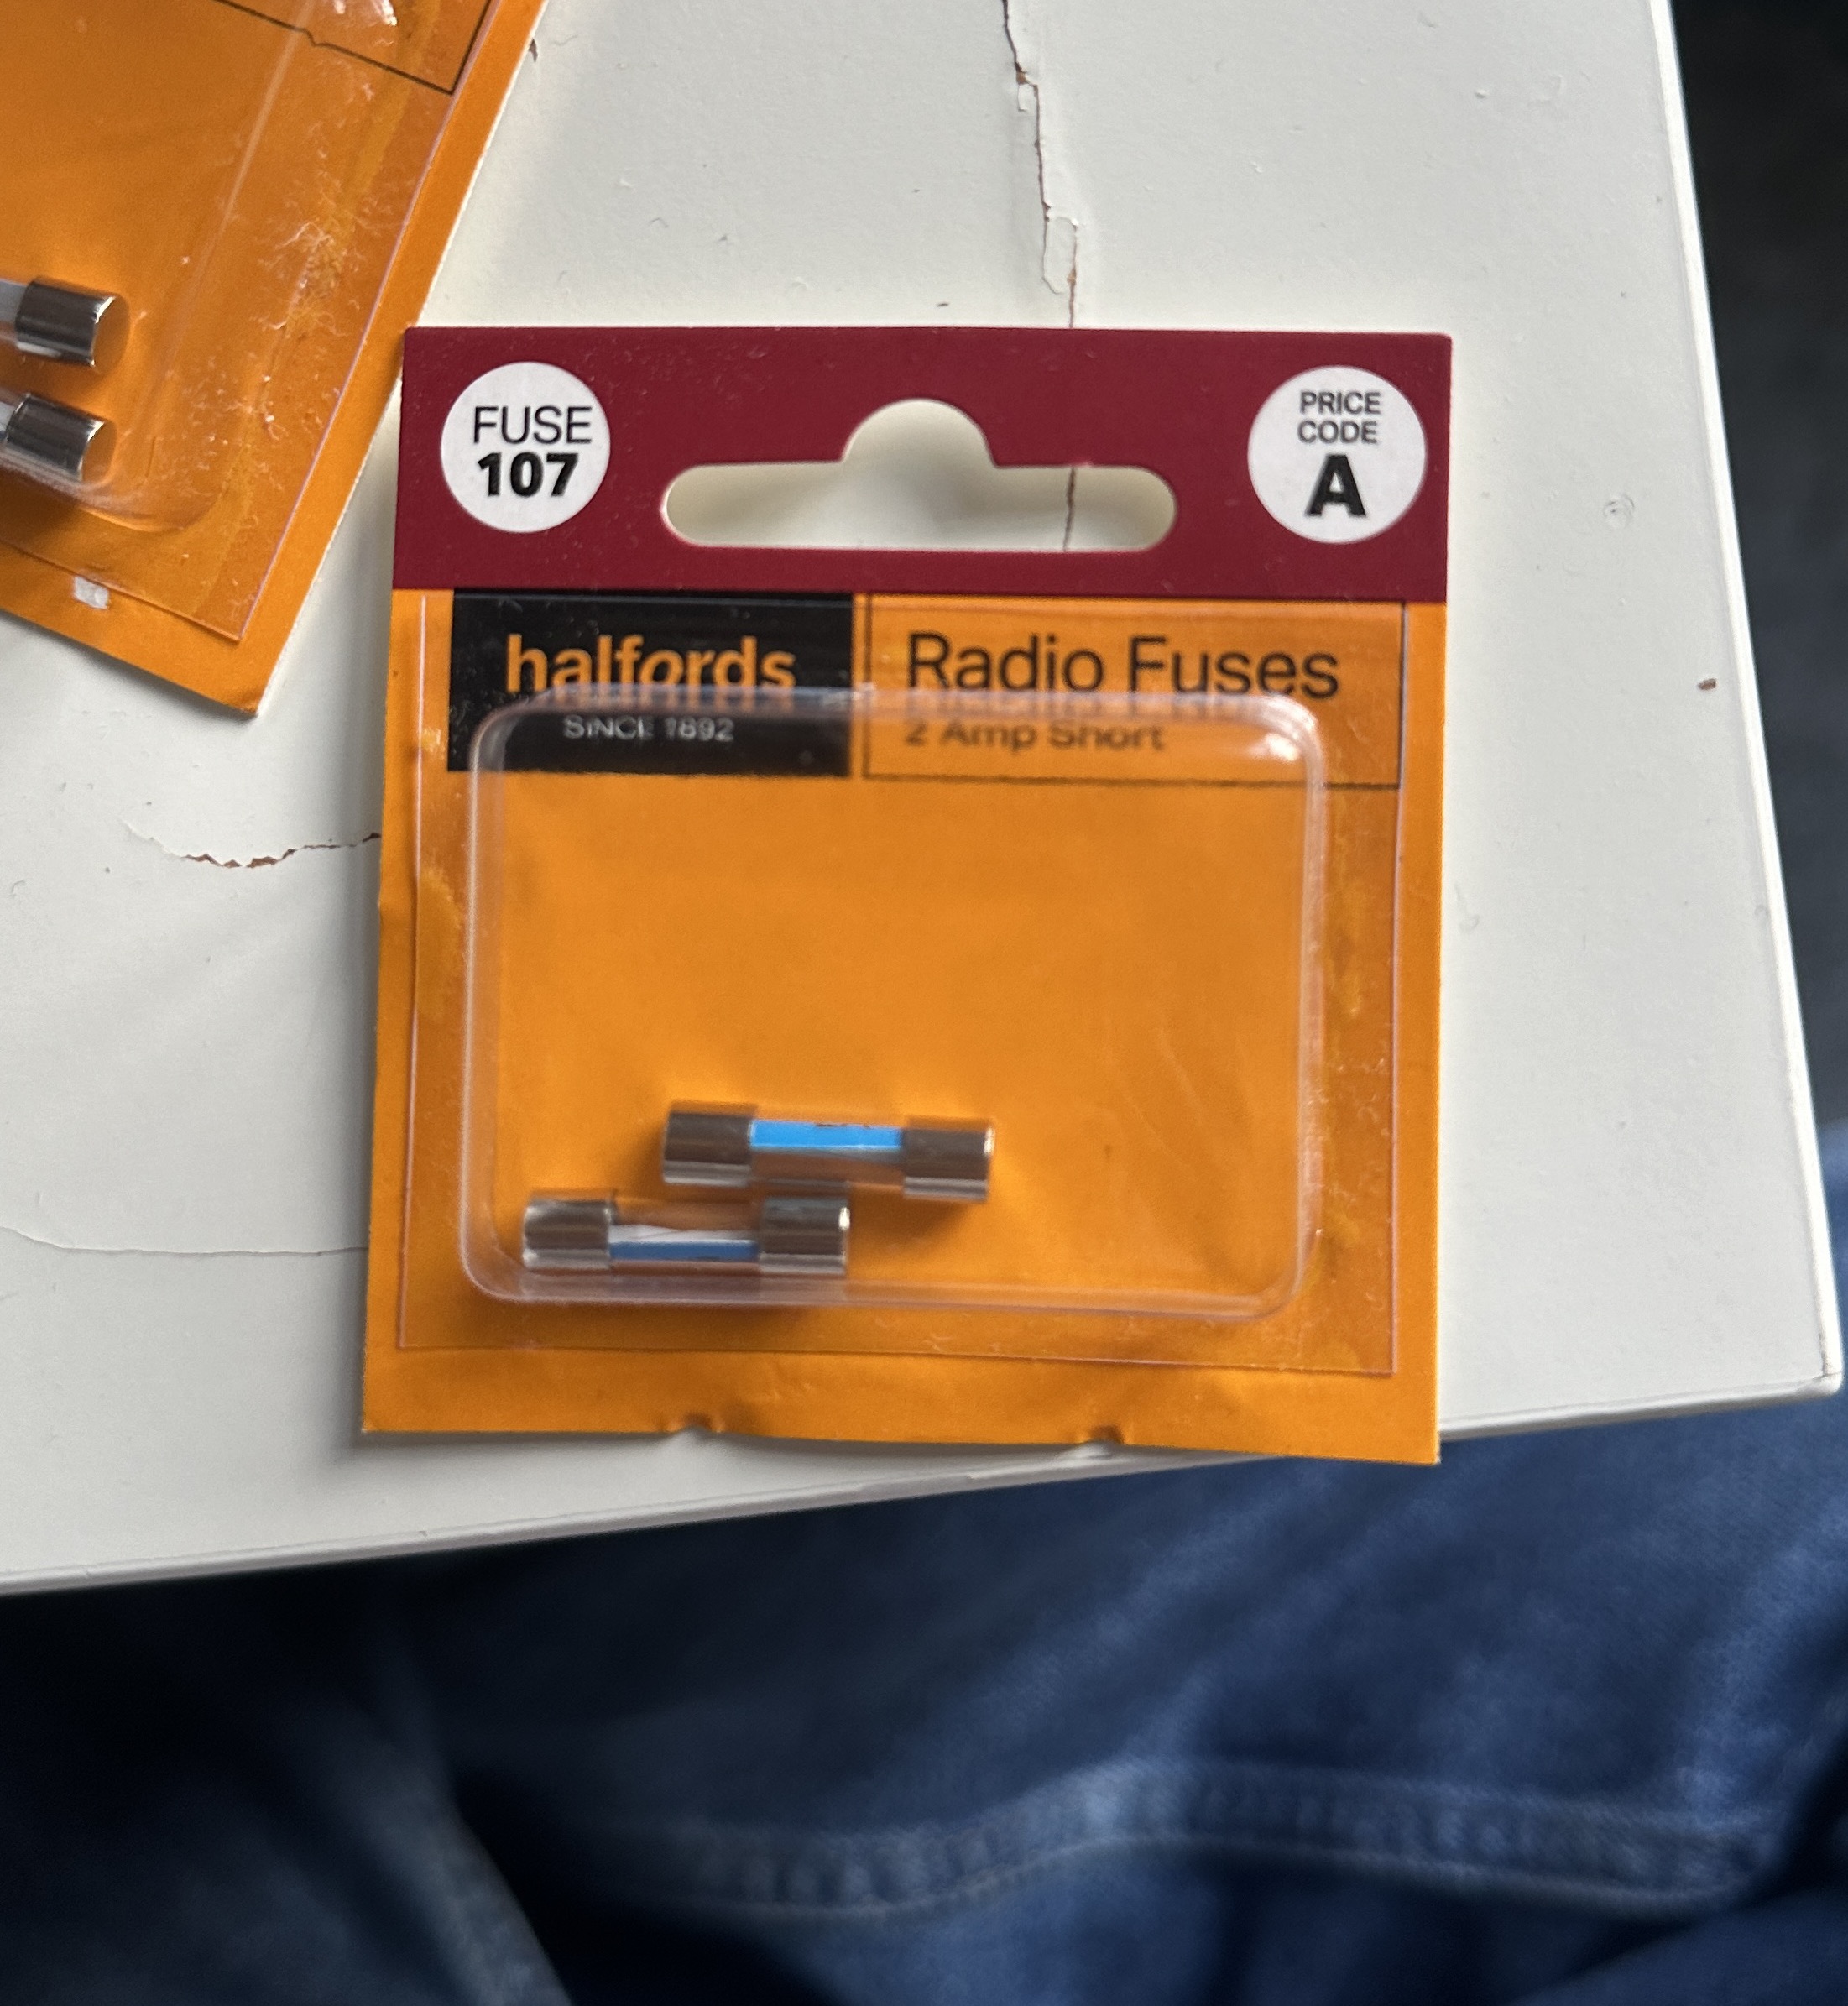 FUSE
107
PRICE
CODE
A
halfords
SINCE 1892
Radio Fuses
2 Amp Short